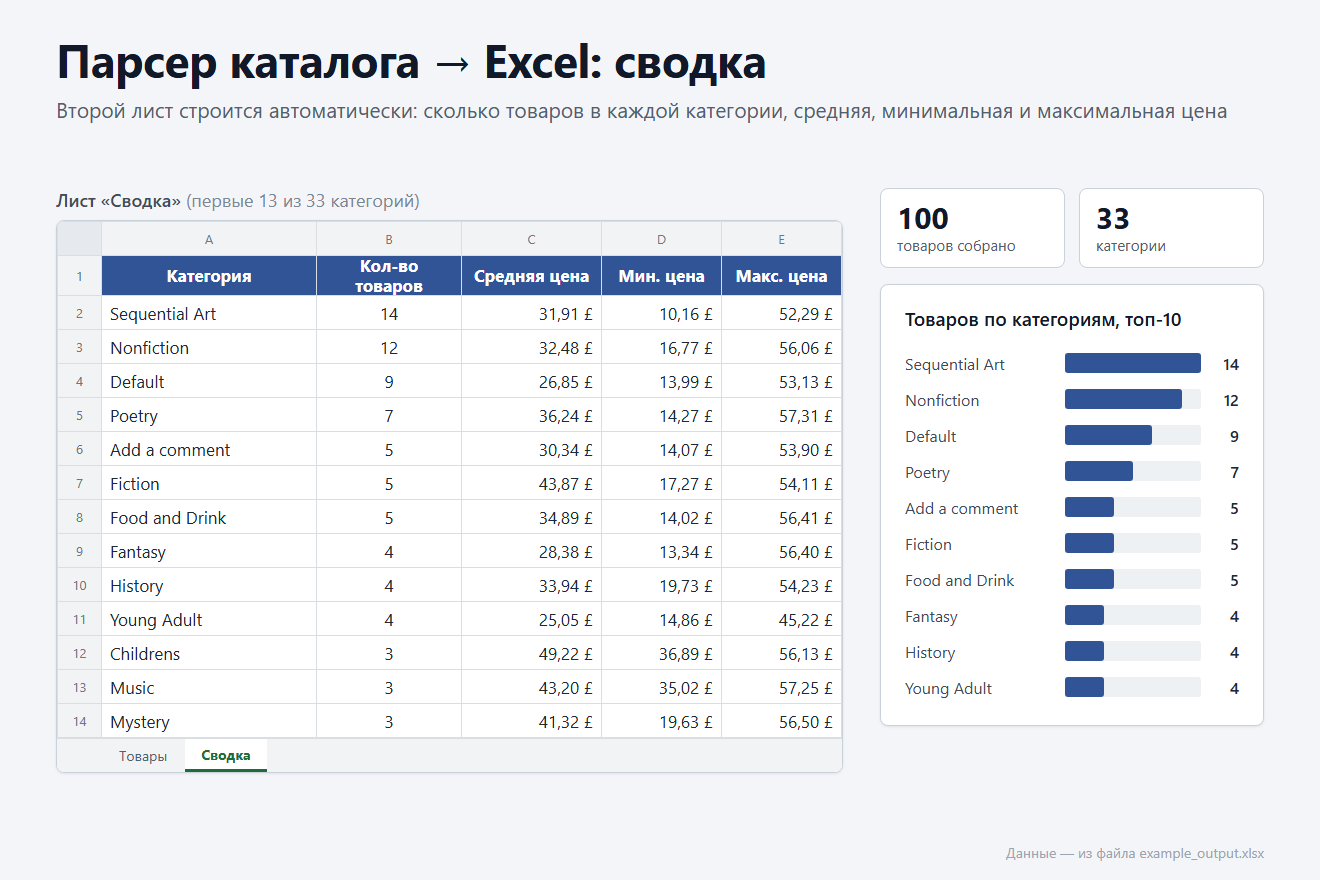 Парсер каталога → Excel: сводка
Второй лист строится автоматически: сколько товаров в каждой категории, средняя, минимальная и максимальная цена
Лист «Сводка» (первые 13 из 33 категорий)
A B C D E
1 Категория Кол-во товаров Средняя цена Мин. цена Макс. цена
2 Sequential Art 14 31,91 £ 10,16 £ 52,29 £
3 Nonfiction 12 32,48 £ 16,77 £ 56,06 £
4 Default 9 26,85 £ 13,99 £ 53,13 £
5 Poetry 7 36,24 £ 14,27 £ 57,31 £
6 Add a comment 5 30,34 £ 14,07 £ 53,90 £
7 Fiction 5 43,87 £ 17,27 £ 54,11 £
8 Food and Drink 5 34,89 £ 14,02 £ 56,41 £
9 Fantasy 4 28,38 £ 13,34 £ 56,40 £
10 History 4 33,94 £ 19,73 £ 54,23 £
11 Young Adult 4 25,05 £ 14,86 £ 45,22 £
12 Childrens 3 49,22 £ 36,89 £ 56,13 £
13 Music 3 43,20 £ 35,02 £ 57,25 £
14 Mystery 3 41,32 £ 19,63 £ 56,50 £
Товары Сводка
100
товаров собрано
33
категории
Товаров по категориям, топ-10
Sequential Art 14
Nonfiction 12
Default 9
Poetry 7
Add a comment 5
Fiction 5
Food and Drink 5
Fantasy 4
History 4
Young Adult 4
Данные — из файла example_output.xlsx